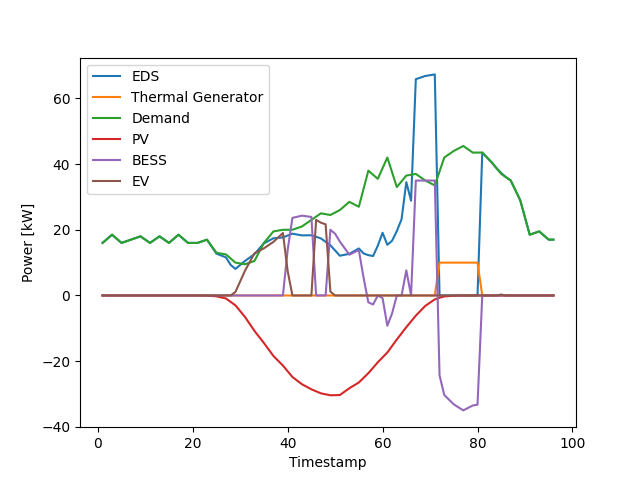 EDS
Thermal Generator
Demand
PV
BESS
EV
Power [kW]
60
40
20
0
−20
−40
0 20 40 60 80 100
Timestamp